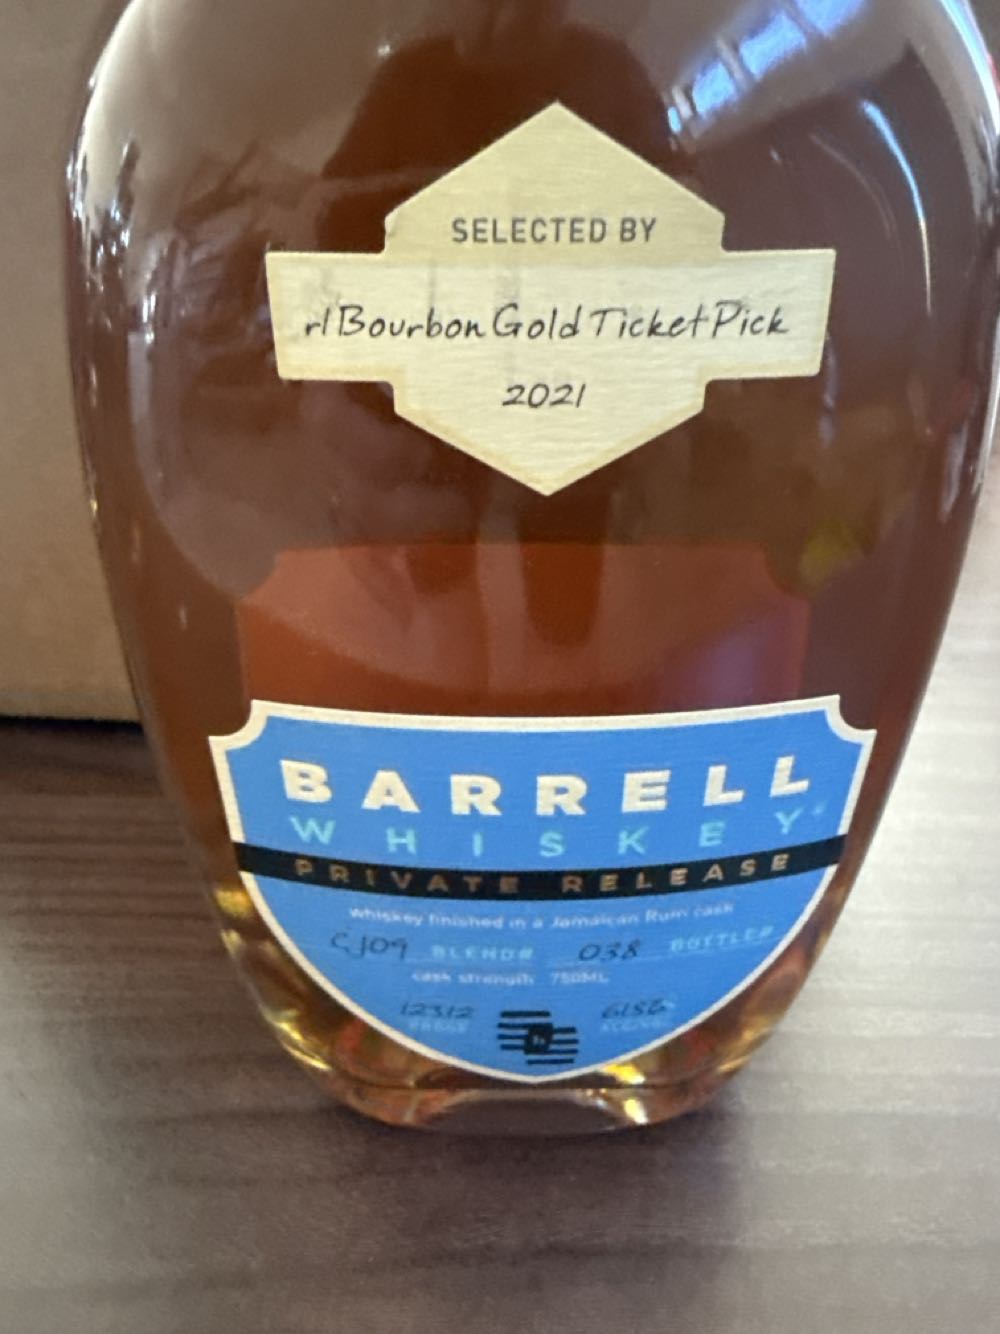 SELECTED BY
r/Bourbon Gold Ticket Pick
2021
BARRELL
WHISKEY®
PRIVATE RELEASE
whiskey finished in a Jamaican Rum cask
CJ09 BLEND# 038 BOTTLE#
cask strength 750ML
123.12 61.56
PROOF ALC/VOL
b